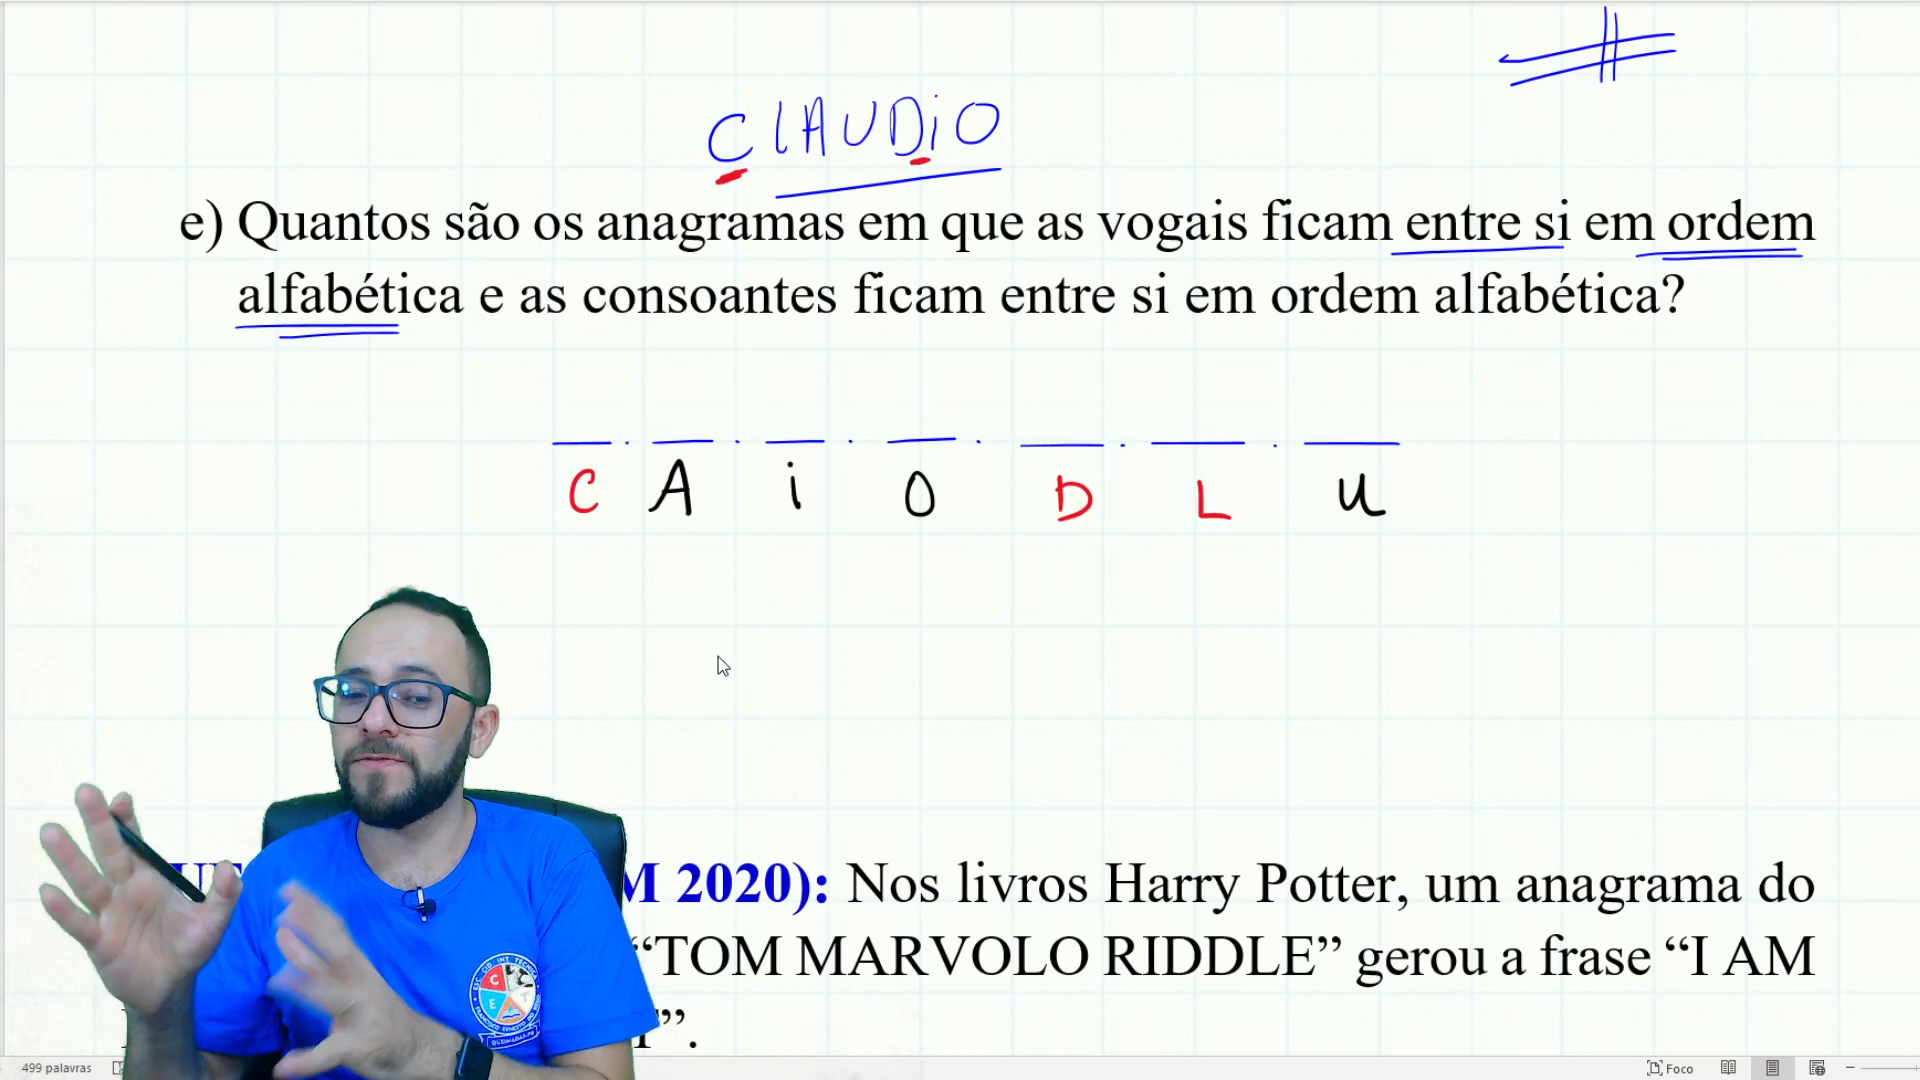 CLAUDiO
e) Quantos são os anagramas em que as vogais ficam entre si em ordem
alfabética e as consoantes ficam entre si em ordem alfabética?
C A i O D L U
M 2020): Nos livros Harry Potter, um anagrama do
“TOM MARVOLO RIDDLE” gerou a frase “I AM
”.
499 palavras
Foco